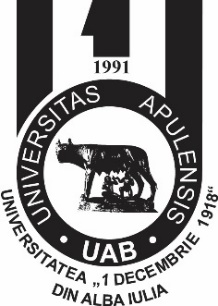 1991
UNIVERSITAS APULENSIS
UAB
UNIVERSITATEA „1 DECEMBRIE 1918”
DIN ALBA IULIA